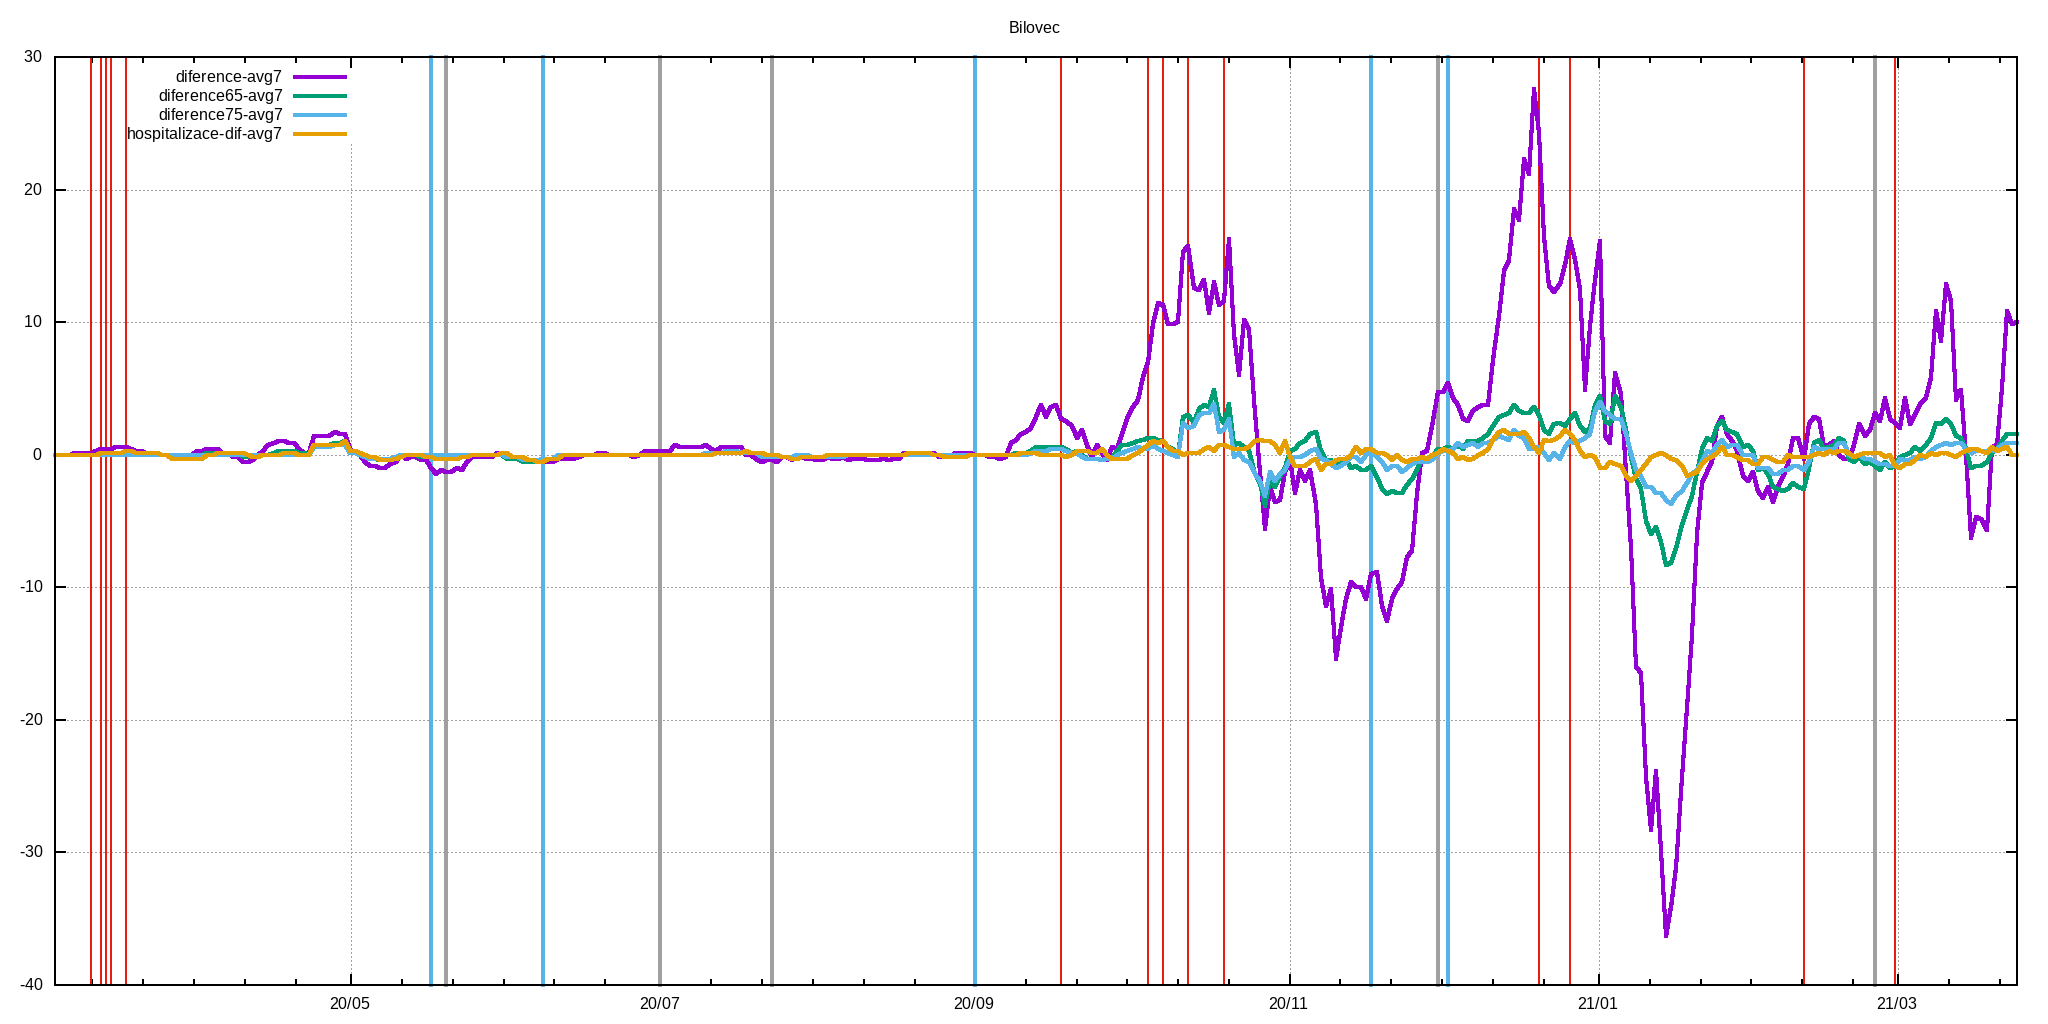 Bilovec
30
diference-avg7
diference65-avg7
diference75-avg7
hospitalizace-dif-avg7
20
10
0
-10
-20
-30
-40
20/05 20/07 20/09 20/11 21/01 21/03